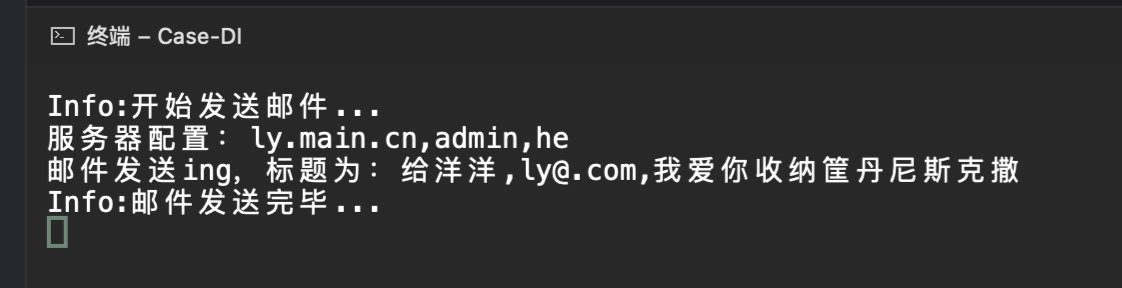 终端 – Case-DI
Info:开始发送邮件...
服务器配置：ly.main.cn,admin,he
邮件发送ing，标题为：给洋洋,ly@.com,我爱你收纳筐丹尼斯克撒
Info:邮件发送完毕...